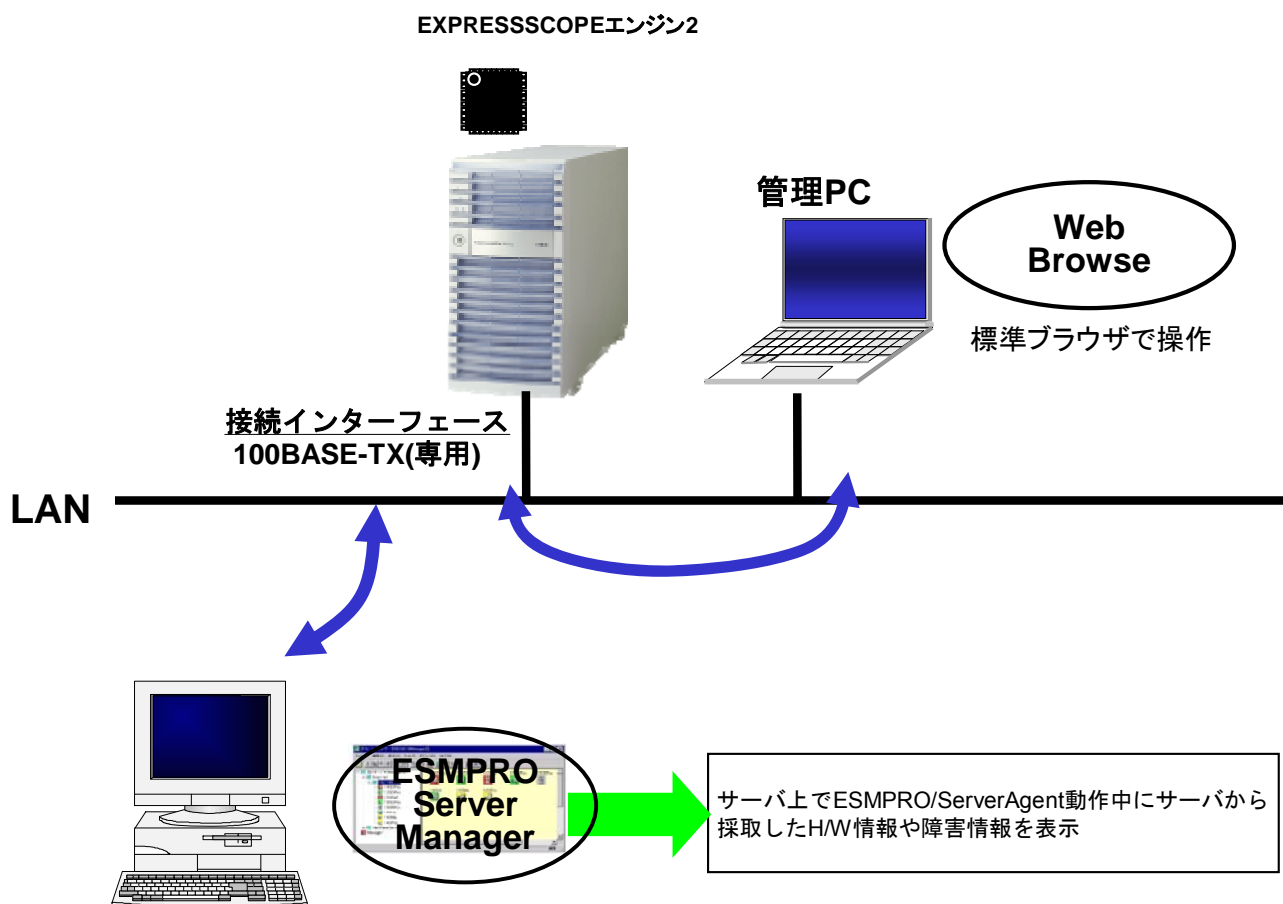 EXPRESSSCOPEエンジン2
管理PC
Web
Browse
標準ブラウザで操作
接続インターフェース
100BASE-TX(専用)
LAN
ESMPRO
Server
Manager
サーバ上でESMPRO/ServerAgent動作中にサーバから
採取したH/W情報や障害情報を表示